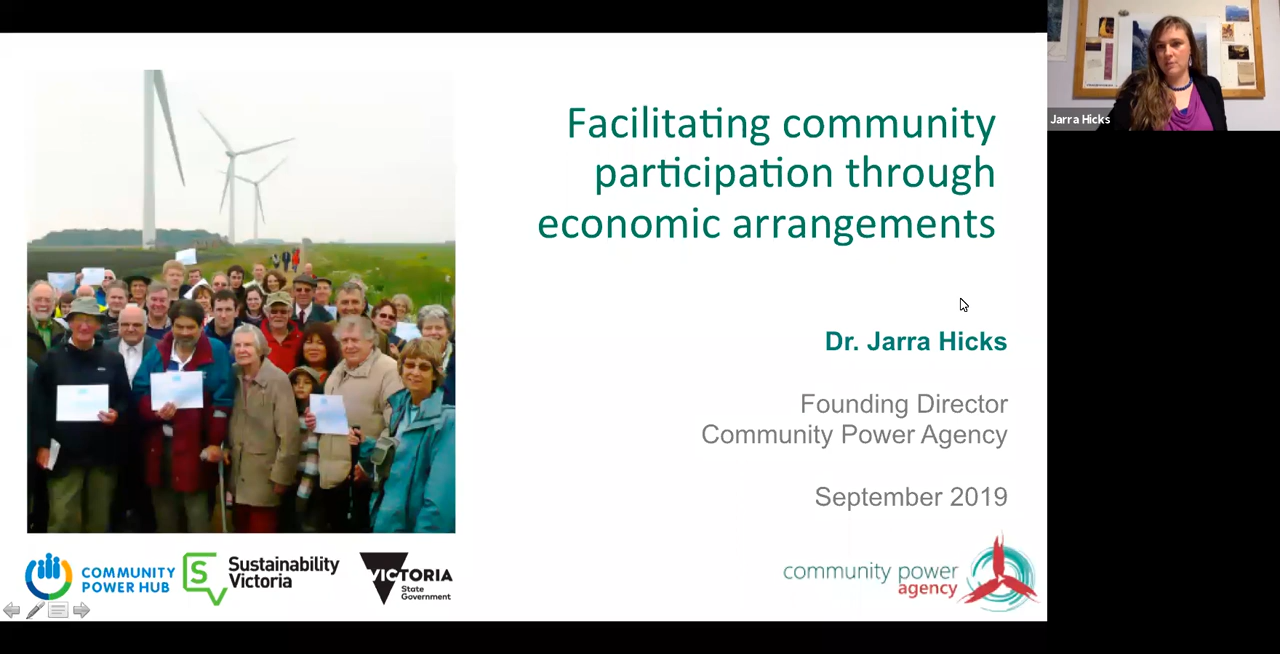 Facilitating community
participation through
economic arrangements
Dr. Jarra Hicks
Founding Director
Community Power Agency
September 2019
COMMUNITY
POWER HUB
S
Sustainability
Victoria
VICTORIA
State
Government
community power
agency
Jarra Hicks